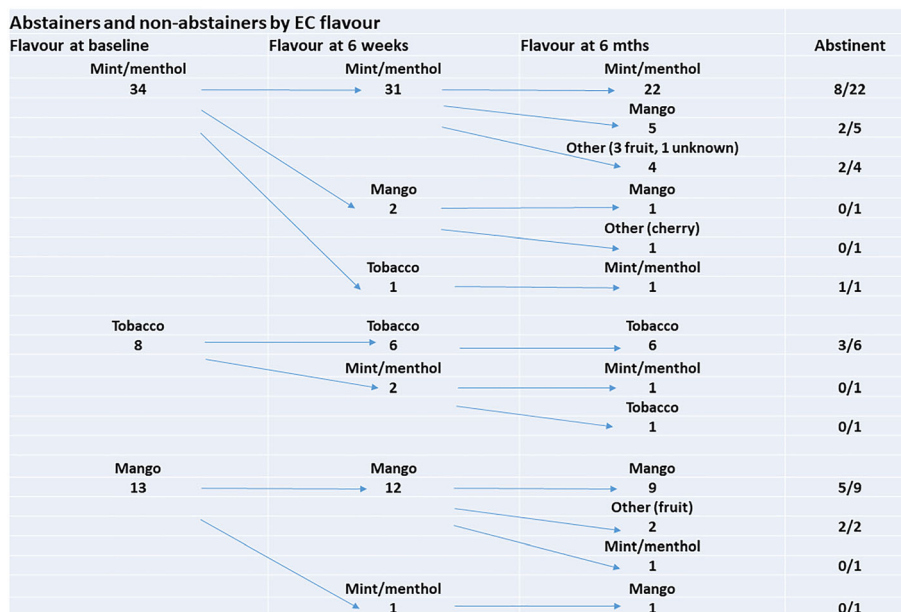 Abstainers and non-abstainers by EC flavour
Flavour at baseline Flavour at 6 weeks Flavour at 6 mths Abstinent
Mint/menthol Mint/menthol Mint/menthol
34 31 22 8/22
Mango
5 2/5
Other (3 fruit, 1 unknown)
4 2/4
Mango Mango
2 1 0/1
Other (cherry)
1 0/1
Tobacco Mint/menthol
1 1 1/1
Tobacco Tobacco Tobacco
8 6 6 3/6
Mint/menthol Mint/menthol
2 1 0/1
Tobacco
1 0/1
Mango Mango Mango
13 12 9 5/9
Other (fruit)
2 2/2
Mint/menthol
1 0/1
Mint/menthol Mango
1 1 0/1